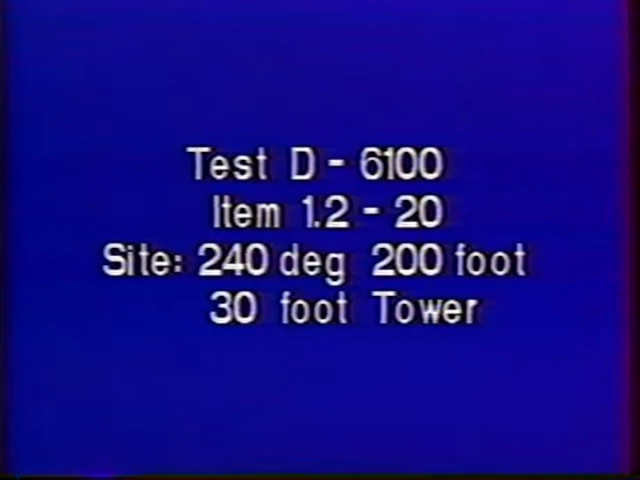 Test D - 6100
Item 1.2 - 20
Site: 240 deg 200 foot
30 foot Tower